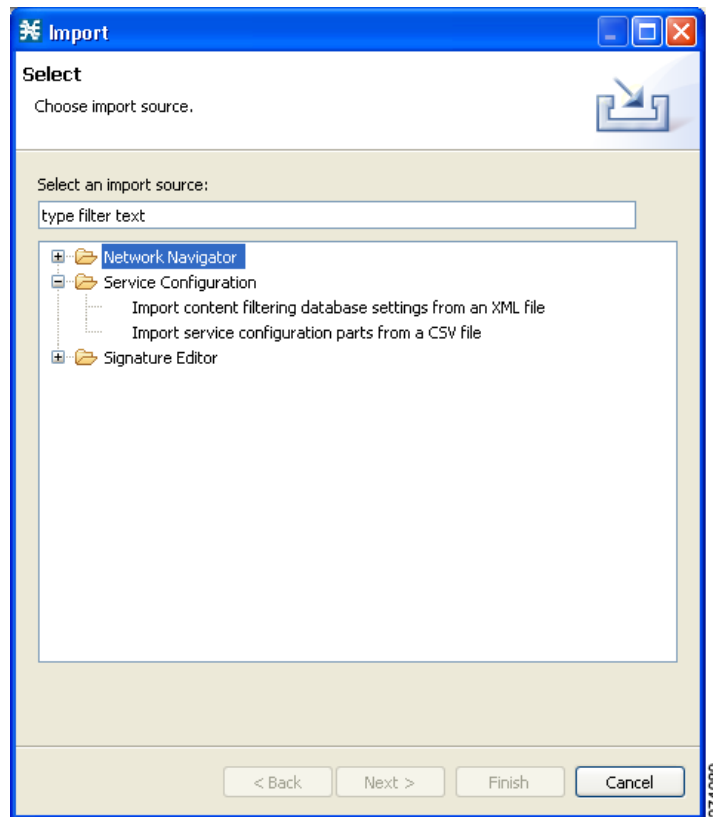 Import
Select
Choose import source.
Select an import source:
type filter text
Network Navigator
Service Configuration
Import content filtering database settings from an XML file
Import service configuration parts from a CSV file
Signature Editor
< Back Next > Finish Cancel